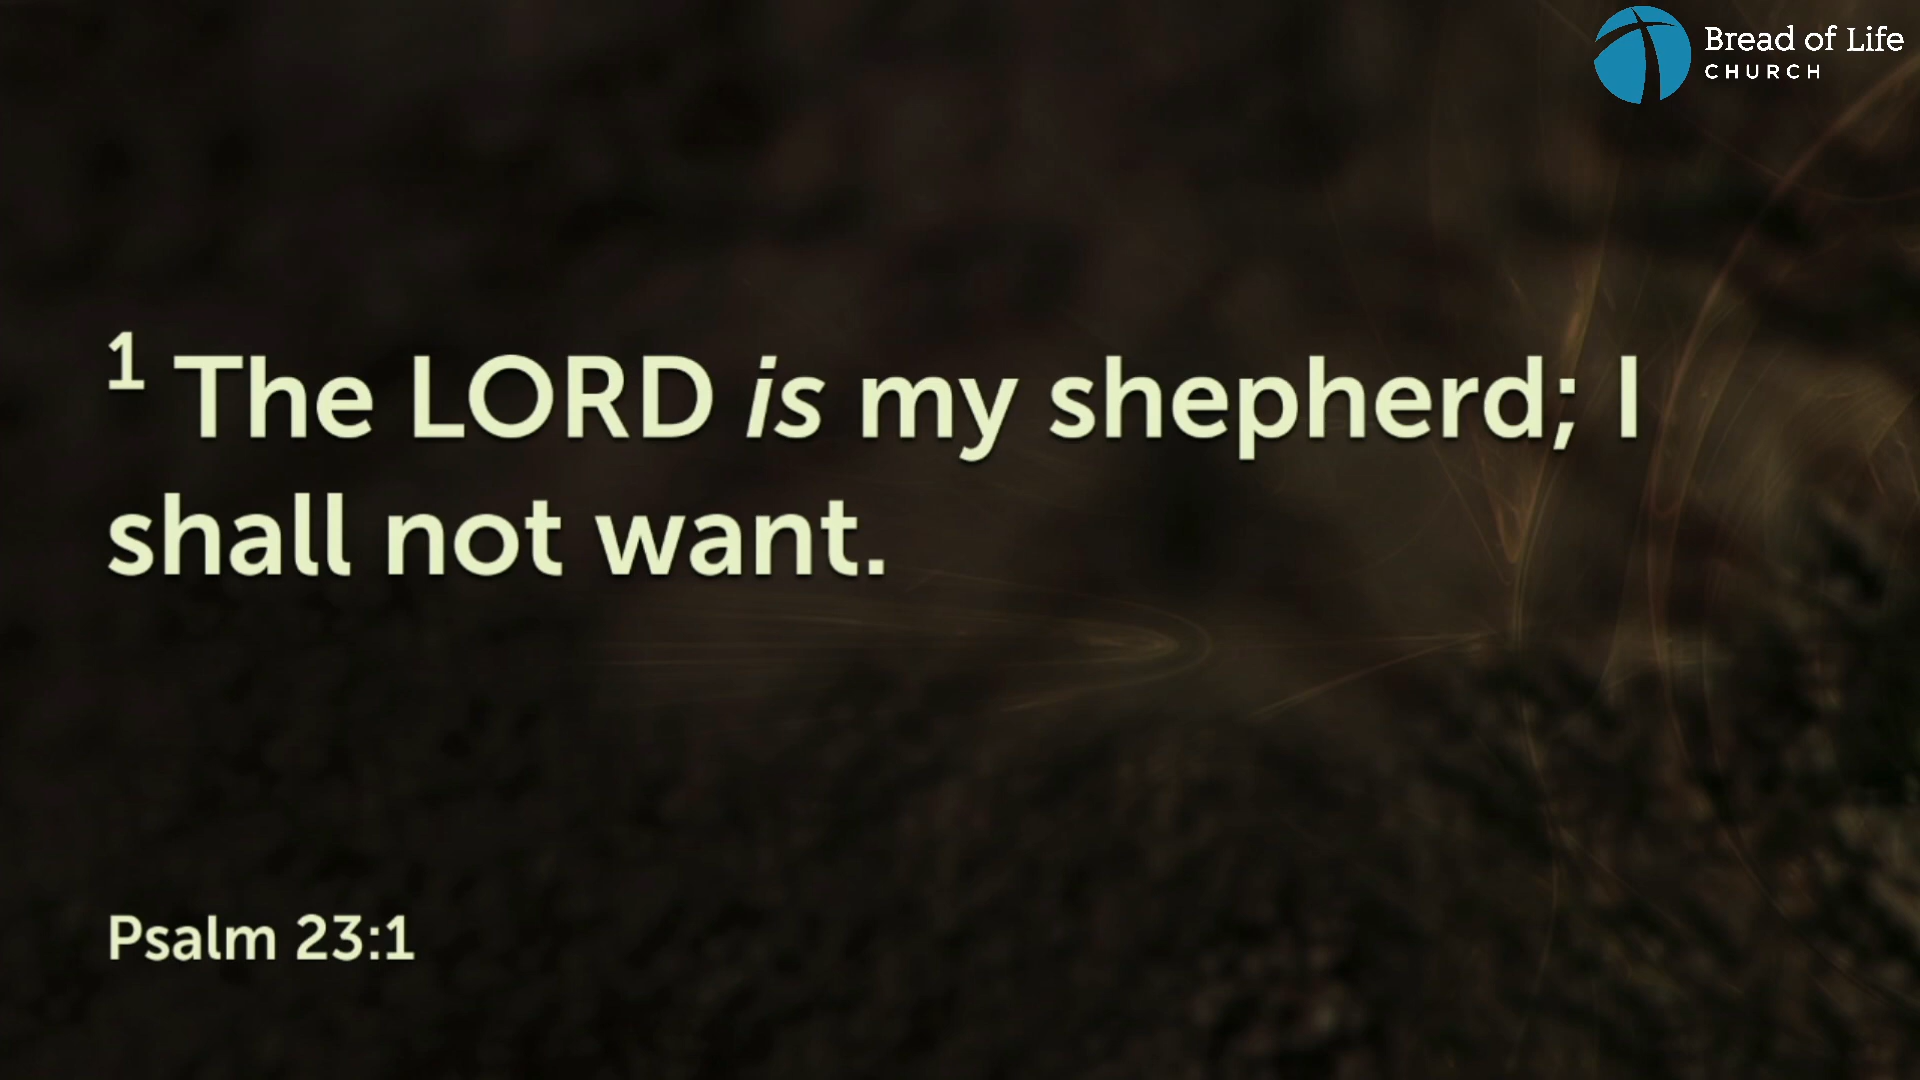 Bread of Life
CHURCH
1 The LORD is my shepherd; I
shall not want.
Psalm 23:1